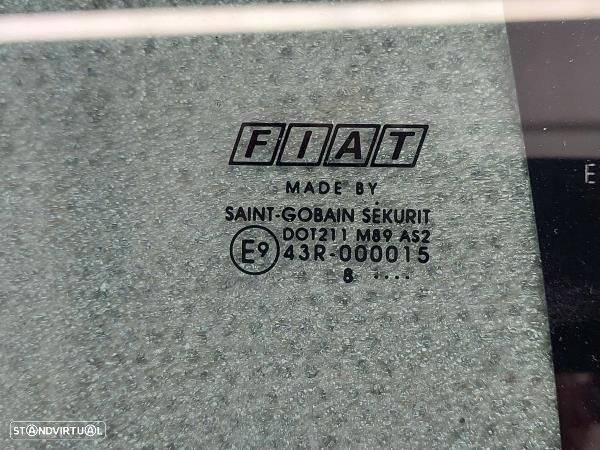 FIAT
MADE BY
SAINT-GOBAIN SEKURIT
DOT211 M89 AS2
E9 43R-000015
8 ....
E
STANDVIRTUAL